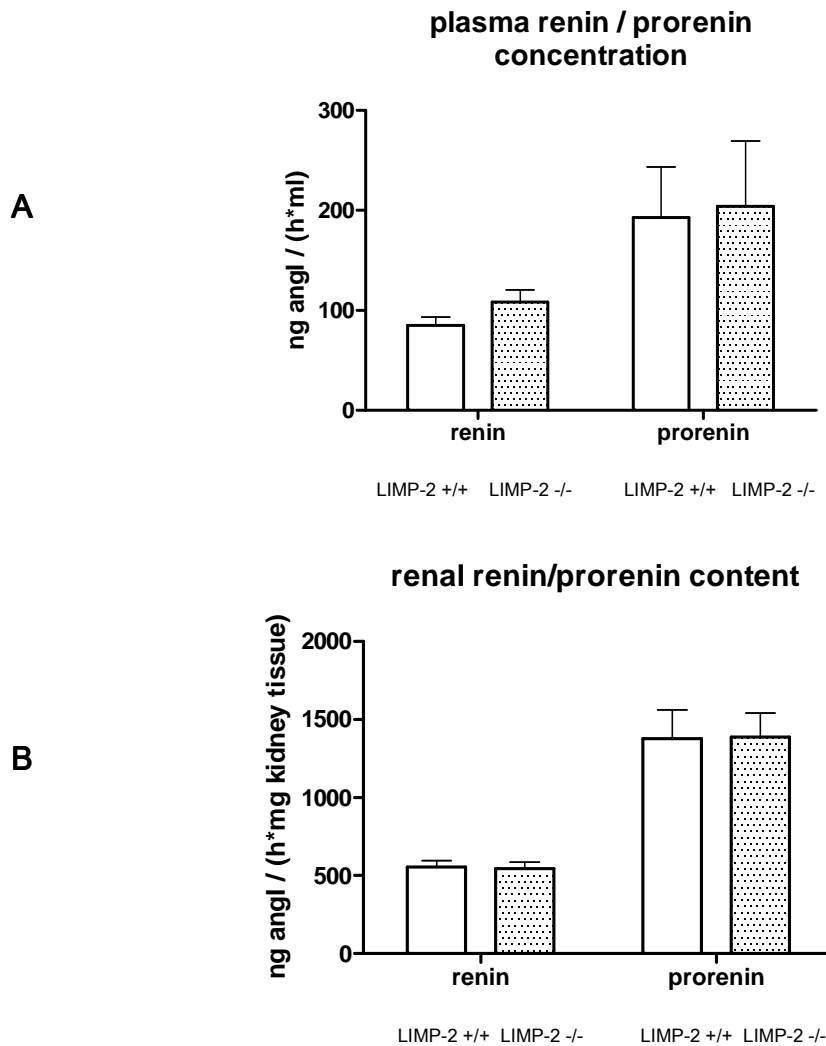 plasma renin / prorenin
concentration
A
ng angI / (h*ml)
300
200
100
0
renin prorenin
LIMP-2 +/+ LIMP-2 -/- LIMP-2 +/+ LIMP-2 -/-
renal renin/prorenin content
B
ng angI / (h*mg kidney tissue)
2000
1500
1000
500
0
renin prorenin
LIMP-2 +/+ LIMP-2 -/- LIMP-2 +/+ LIMP-2 -/-